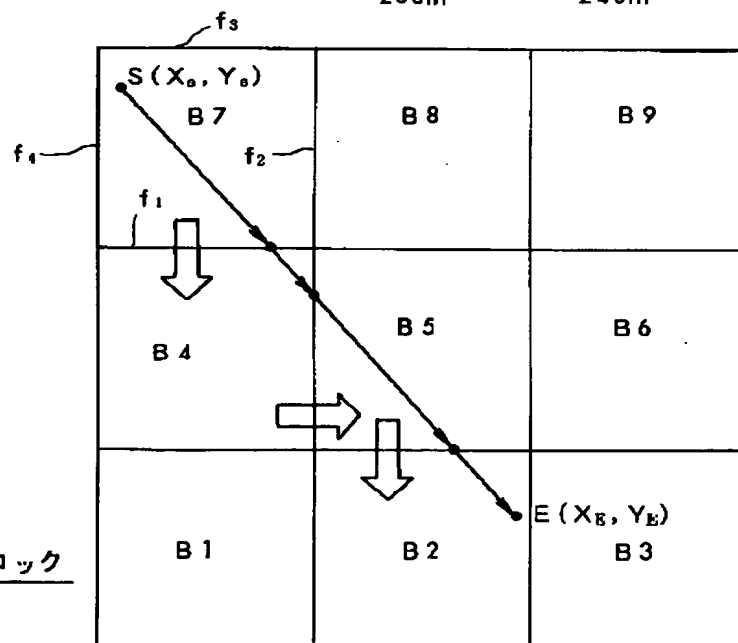 f₃
S(Xs, Ys)
B7
B8
B9
f₄
f₂
f₁
B4
B5
B6
E(XE, YE)
B1
B2
B3
ック